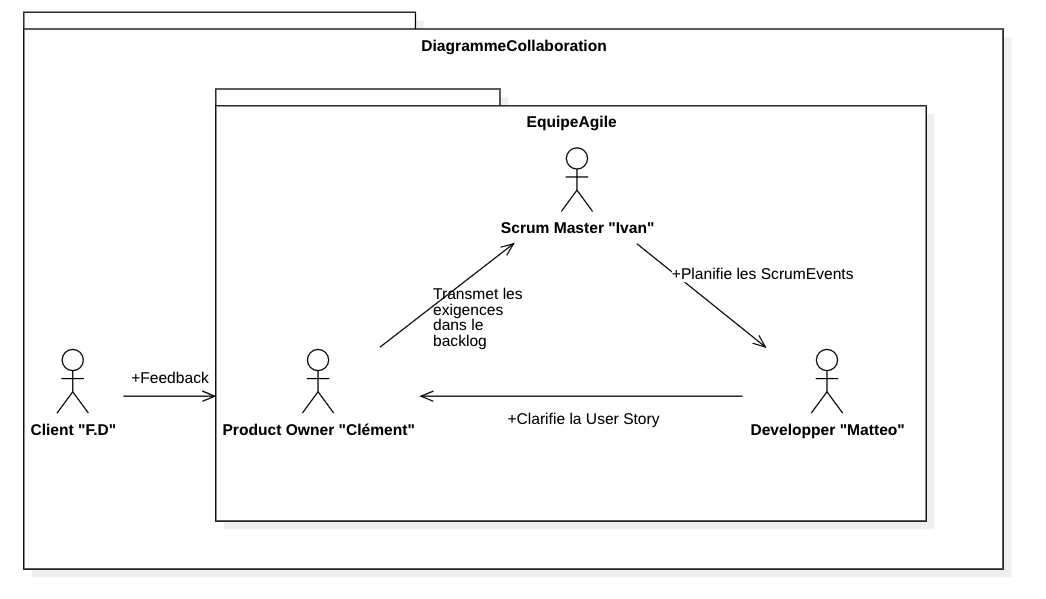 DiagrammeCollaboration
EquipeAgile
Scrum Master "Ivan"
+Planifie les ScrumEvents
Transmet les
exigences
dans le
backlog
+Feedback
+Clarifie la User Story
Client "F.D"
Product Owner "Clément"
Developper "Matteo"